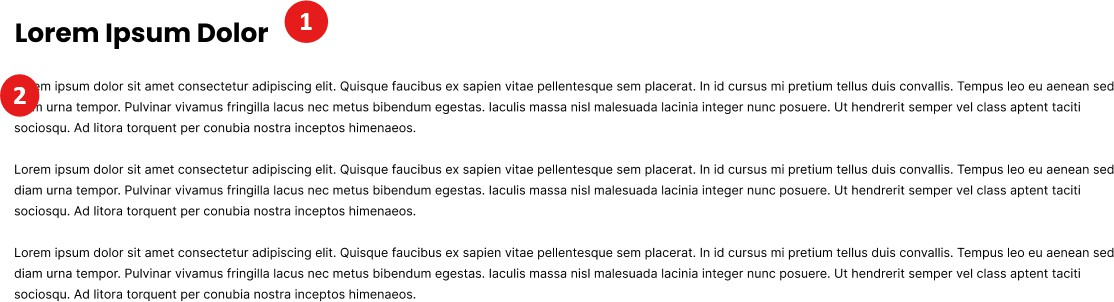 Lorem Ipsum Dolor 1
2 em ipsum dolor sit amet consectetur adipiscing elit. Quisque faucibus ex sapien vitae pellentesque sem placerat. In id cursus mi pretium tellus duis convallis. Tempus leo eu aenean sed
m urna tempor. Pulvinar vivamus fringilla lacus nec metus bibendum egestas. Iaculis massa nisl malesuada lacinia integer nunc posuere. Ut hendrerit semper vel class aptent taciti
sociosqu. Ad litora torquent per conubia nostra inceptos himenaeos.
Lorem ipsum dolor sit amet consectetur adipiscing elit. Quisque faucibus ex sapien vitae pellentesque sem placerat. In id cursus mi pretium tellus duis convallis. Tempus leo eu aenean sed
diam urna tempor. Pulvinar vivamus fringilla lacus nec metus bibendum egestas. Iaculis massa nisl malesuada lacinia integer nunc posuere. Ut hendrerit semper vel class aptent taciti
sociosqu. Ad litora torquent per conubia nostra inceptos himenaeos.
Lorem ipsum dolor sit amet consectetur adipiscing elit. Quisque faucibus ex sapien vitae pellentesque sem placerat. In id cursus mi pretium tellus duis convallis. Tempus leo eu aenean sed
diam urna tempor. Pulvinar vivamus fringilla lacus nec metus bibendum egestas. Iaculis massa nisl malesuada lacinia integer nunc posuere. Ut hendrerit semper vel class aptent taciti
sociosqu. Ad litora torquent per conubia nostra inceptos himenaeos.